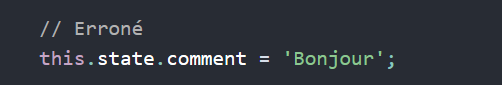 // Erroné
this.state.comment = 'Bonjour';